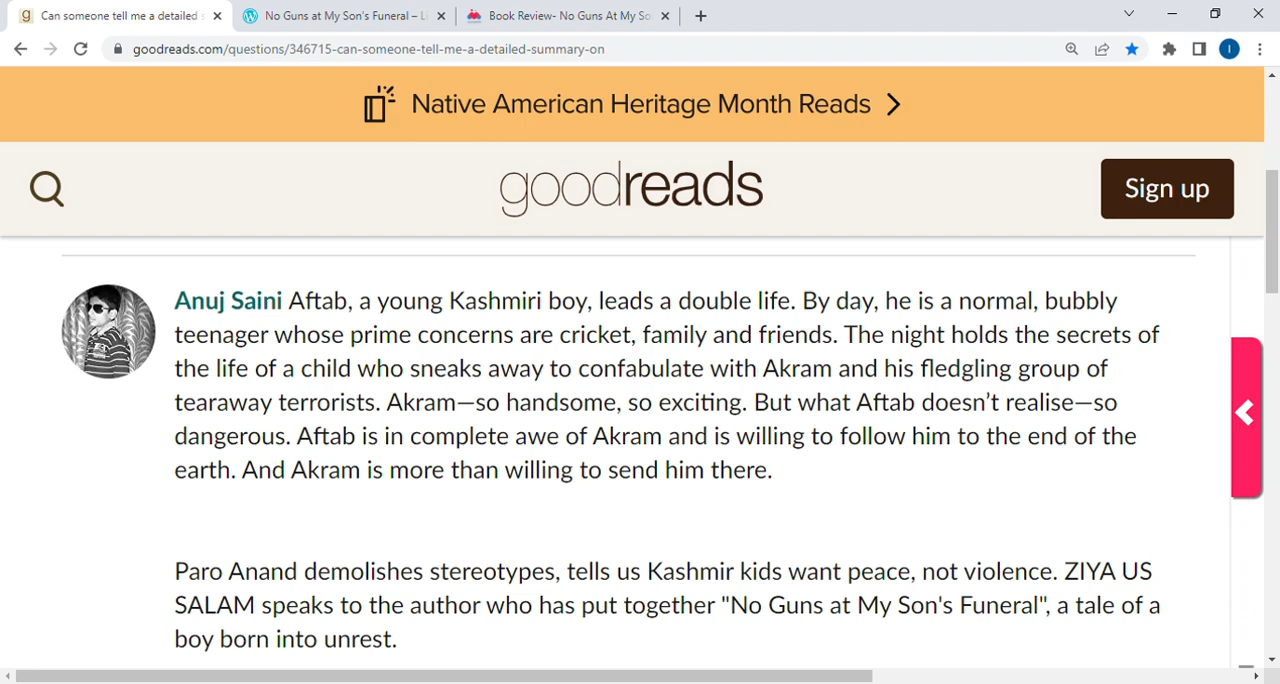 Can someone tell me a detailed s
No Guns at My Son's Funeral – Li
Book Review- No Guns At My So
goodreads.com/questions/346715-can-someone-tell-me-a-detailed-summary-on
I
Native American Heritage Month Reads
goodreads
Sign up
Anuj Saini Aftab, a young Kashmiri boy, leads a double life. By day, he is a normal, bubbly
teenager whose prime concerns are cricket, family and friends. The night holds the secrets of
the life of a child who sneaks away to confabulate with Akram and his fledgling group of
tearaway terrorists. Akram—so handsome, so exciting. But what Aftab doesn't realise—so
dangerous. Aftab is in complete awe of Akram and is willing to follow him to the end of the
earth. And Akram is more than willing to send him there.
Paro Anand demolishes stereotypes, tells us Kashmir kids want peace, not violence. ZIYA US
SALAM speaks to the author who has put together "No Guns at My Son's Funeral", a tale of a
boy born into unrest.